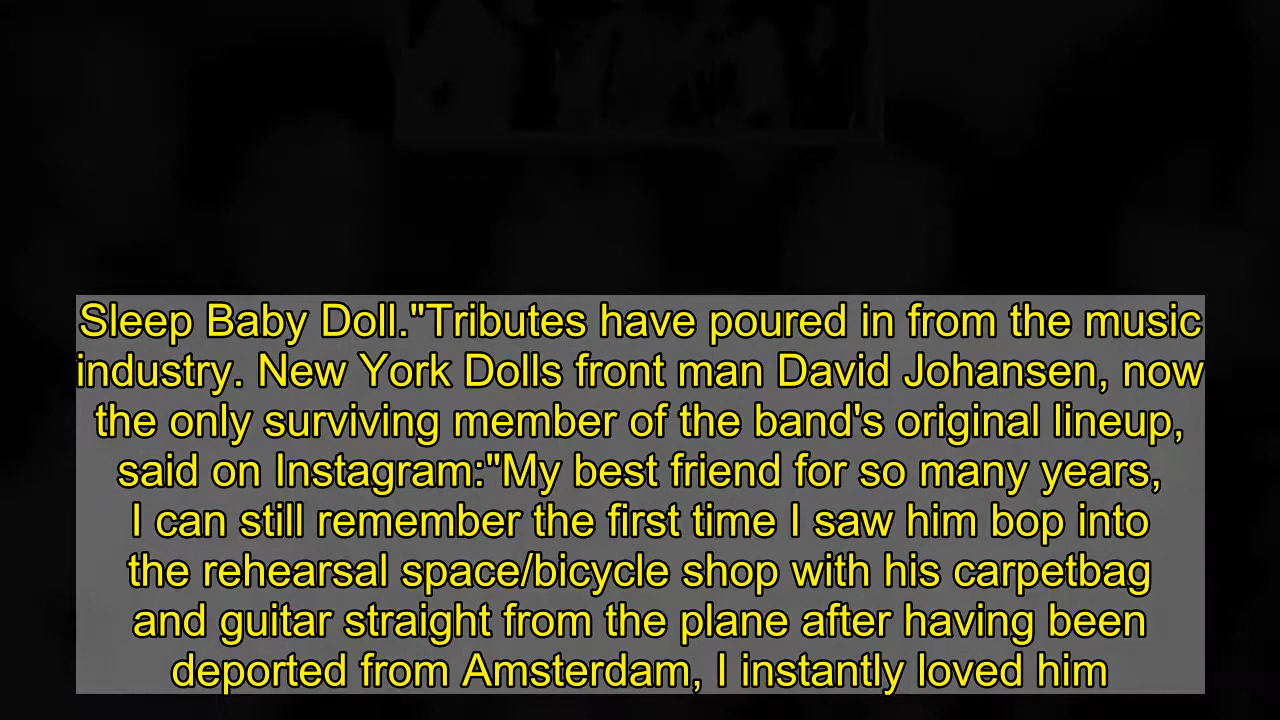 Sleep Baby Doll."Tributes have poured in from the music
industry. New York Dolls front man David Johansen, now
the only surviving member of the band's original lineup,
said on Instagram:"My best friend for so many years,
I can still remember the first time I saw him bop into
the rehearsal space/bicycle shop with his carpetbag
and guitar straight from the plane after having been
deported from Amsterdam, I instantly loved him